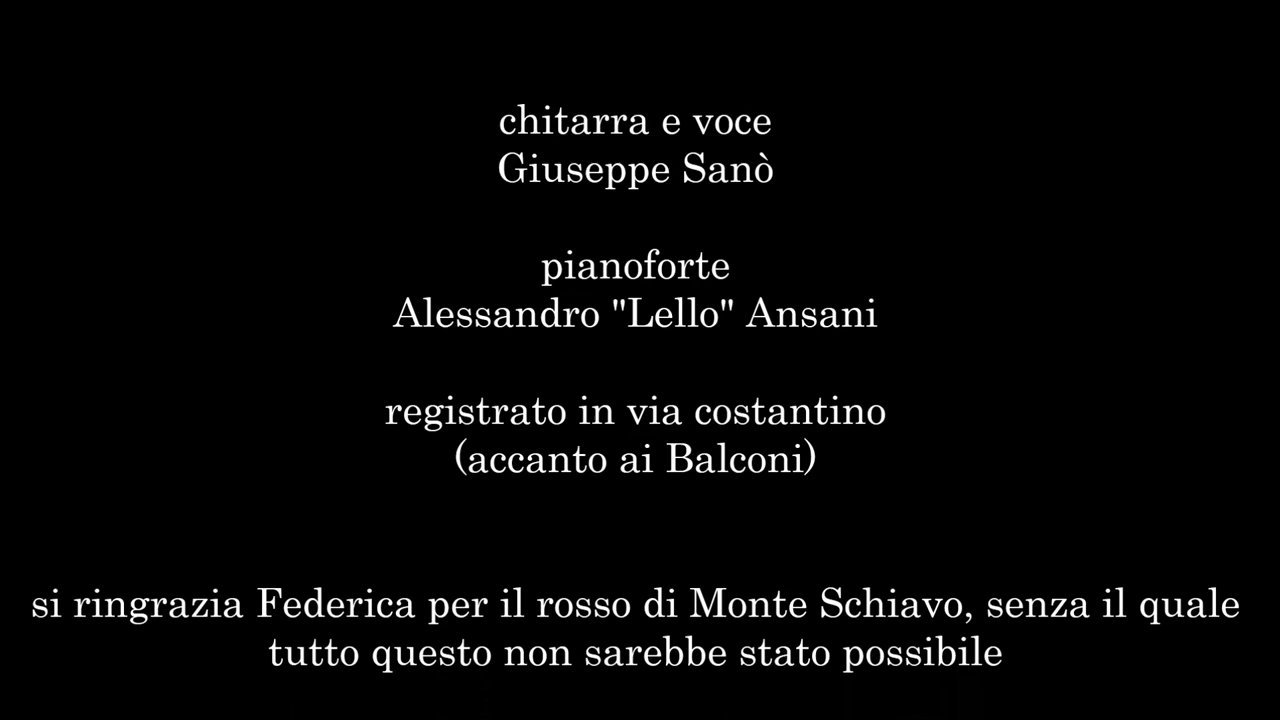 chitarra e voce
Giuseppe Sanò
pianoforte
Alessandro "Lello" Ansani
registrato in via costantino
(accanto ai Balconi)
si ringrazia Federica per il rosso di Monte Schiavo, senza il quale
tutto questo non sarebbe stato possibile